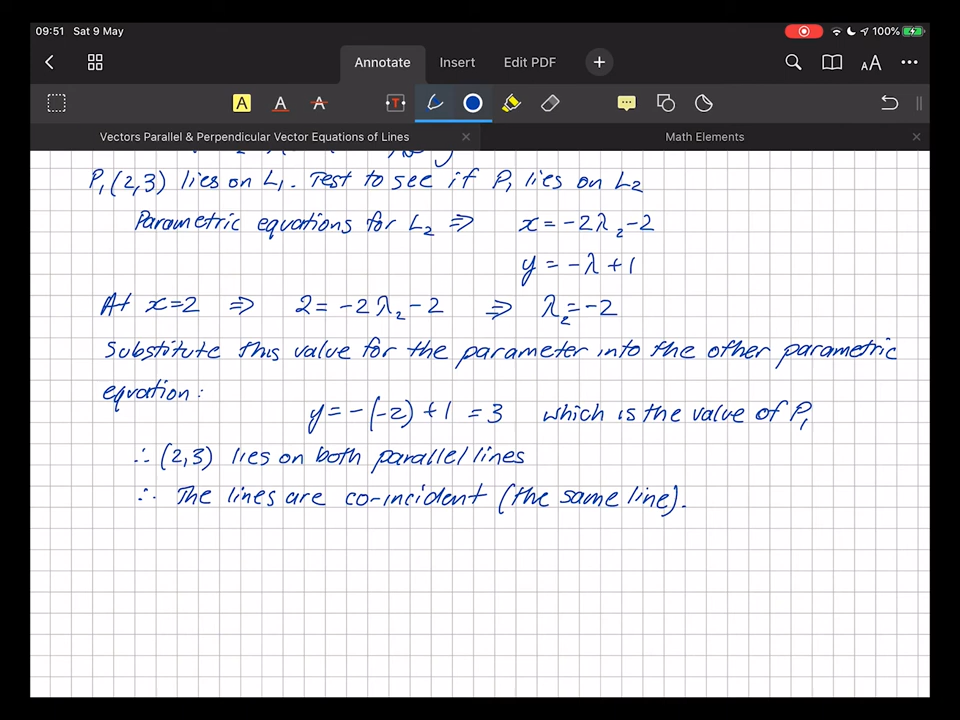 09:51 Sat 9 May 100%
Annotate Insert Edit PDF
Vectors Parallel & Perpendicular Vector Equations of Lines Math Elements
P₁(2,3) lies on L₁. Test to see if P₁ lies on L₂
Parametric equations for L₂ ⇒ x = -2λ₂-2
y = -λ+1
At x=2 ⇒ 2 = -2λ₂-2 ⇒ λ₂=-2
Substitute this value for the parameter into the other parametric
equation:
y = -(-2)+1 = 3 which is the value of P₁
∴ (2,3) lies on both parallel lines
∴ The lines are co-incident (the same line).